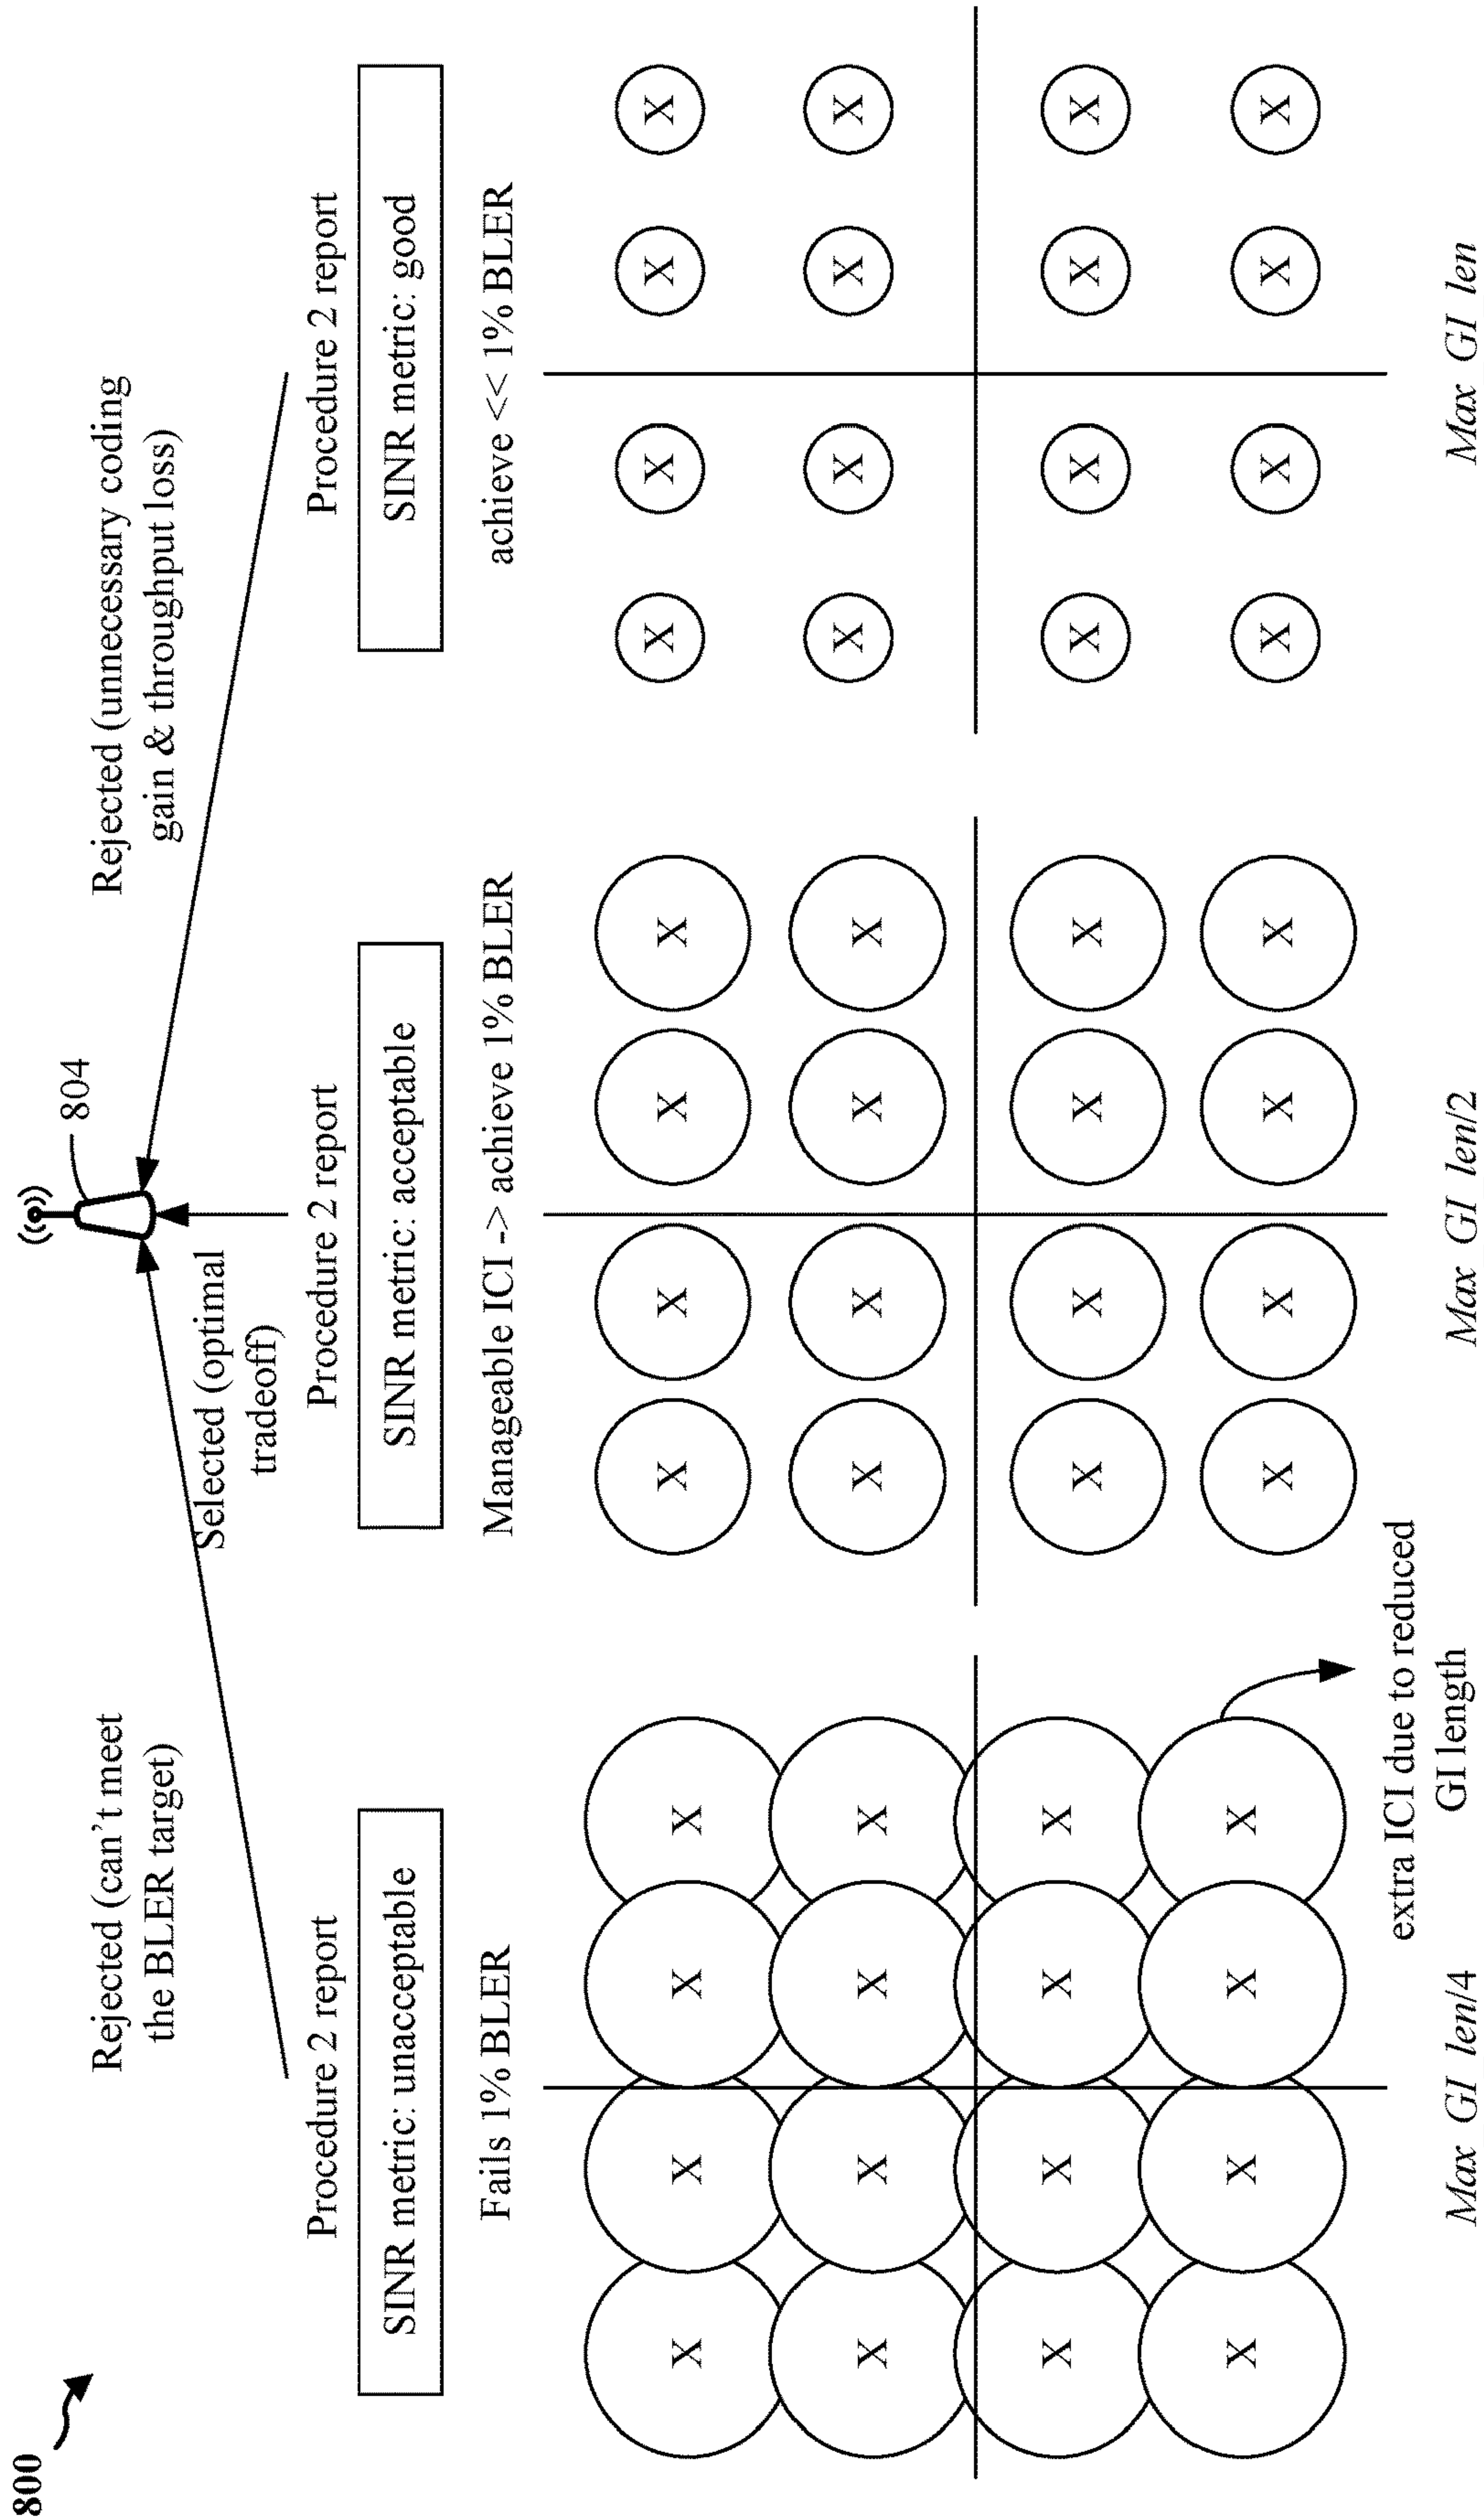 800
804
Rejected (can't meet
the BLER target)
Selected (optimal
tradeoff)
Rejected (unnecessary coding
gain & throughput loss)
Procedure 2 report
SINR metric: unacceptable
Fails 1% BLER
X X X X
X X X X
X X X X
X X X X
extra ICI due to reduced
GI length
Max GI len/4
Procedure 2 report
SINR metric: acceptable
Manageable ICI -> achieve 1% BLER
X X X X
X X X X
X X X X
X X X X
Max GI len/2
Procedure 2 report
SINR metric: good
achieve << 1% BLER
X X X X
X X X X
X X X X
X X X X
Max GI len